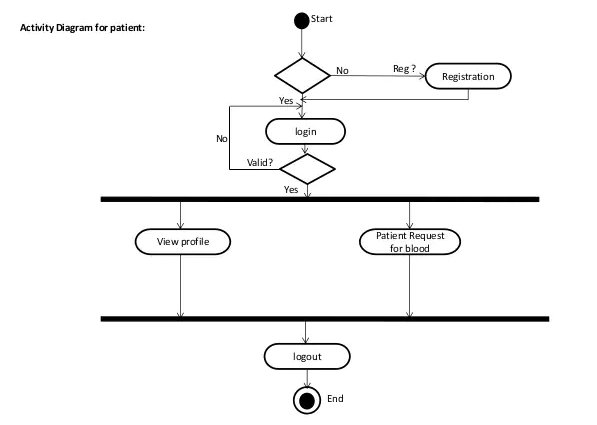 Start
Activity Diagram for patient:
No
Reg ?
Registration
Yes
login
No
Valid?
Yes
View profile
Patient Request
for blood
logout
End